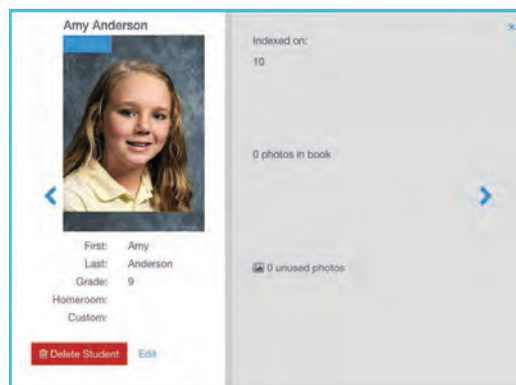 Amy Anderson
First: Amy
Last: Anderson
Grade: 9
Homeroom:
Custom:
Delete Student Edit
Indexed on:
10
0 photos in book
0 unused photos